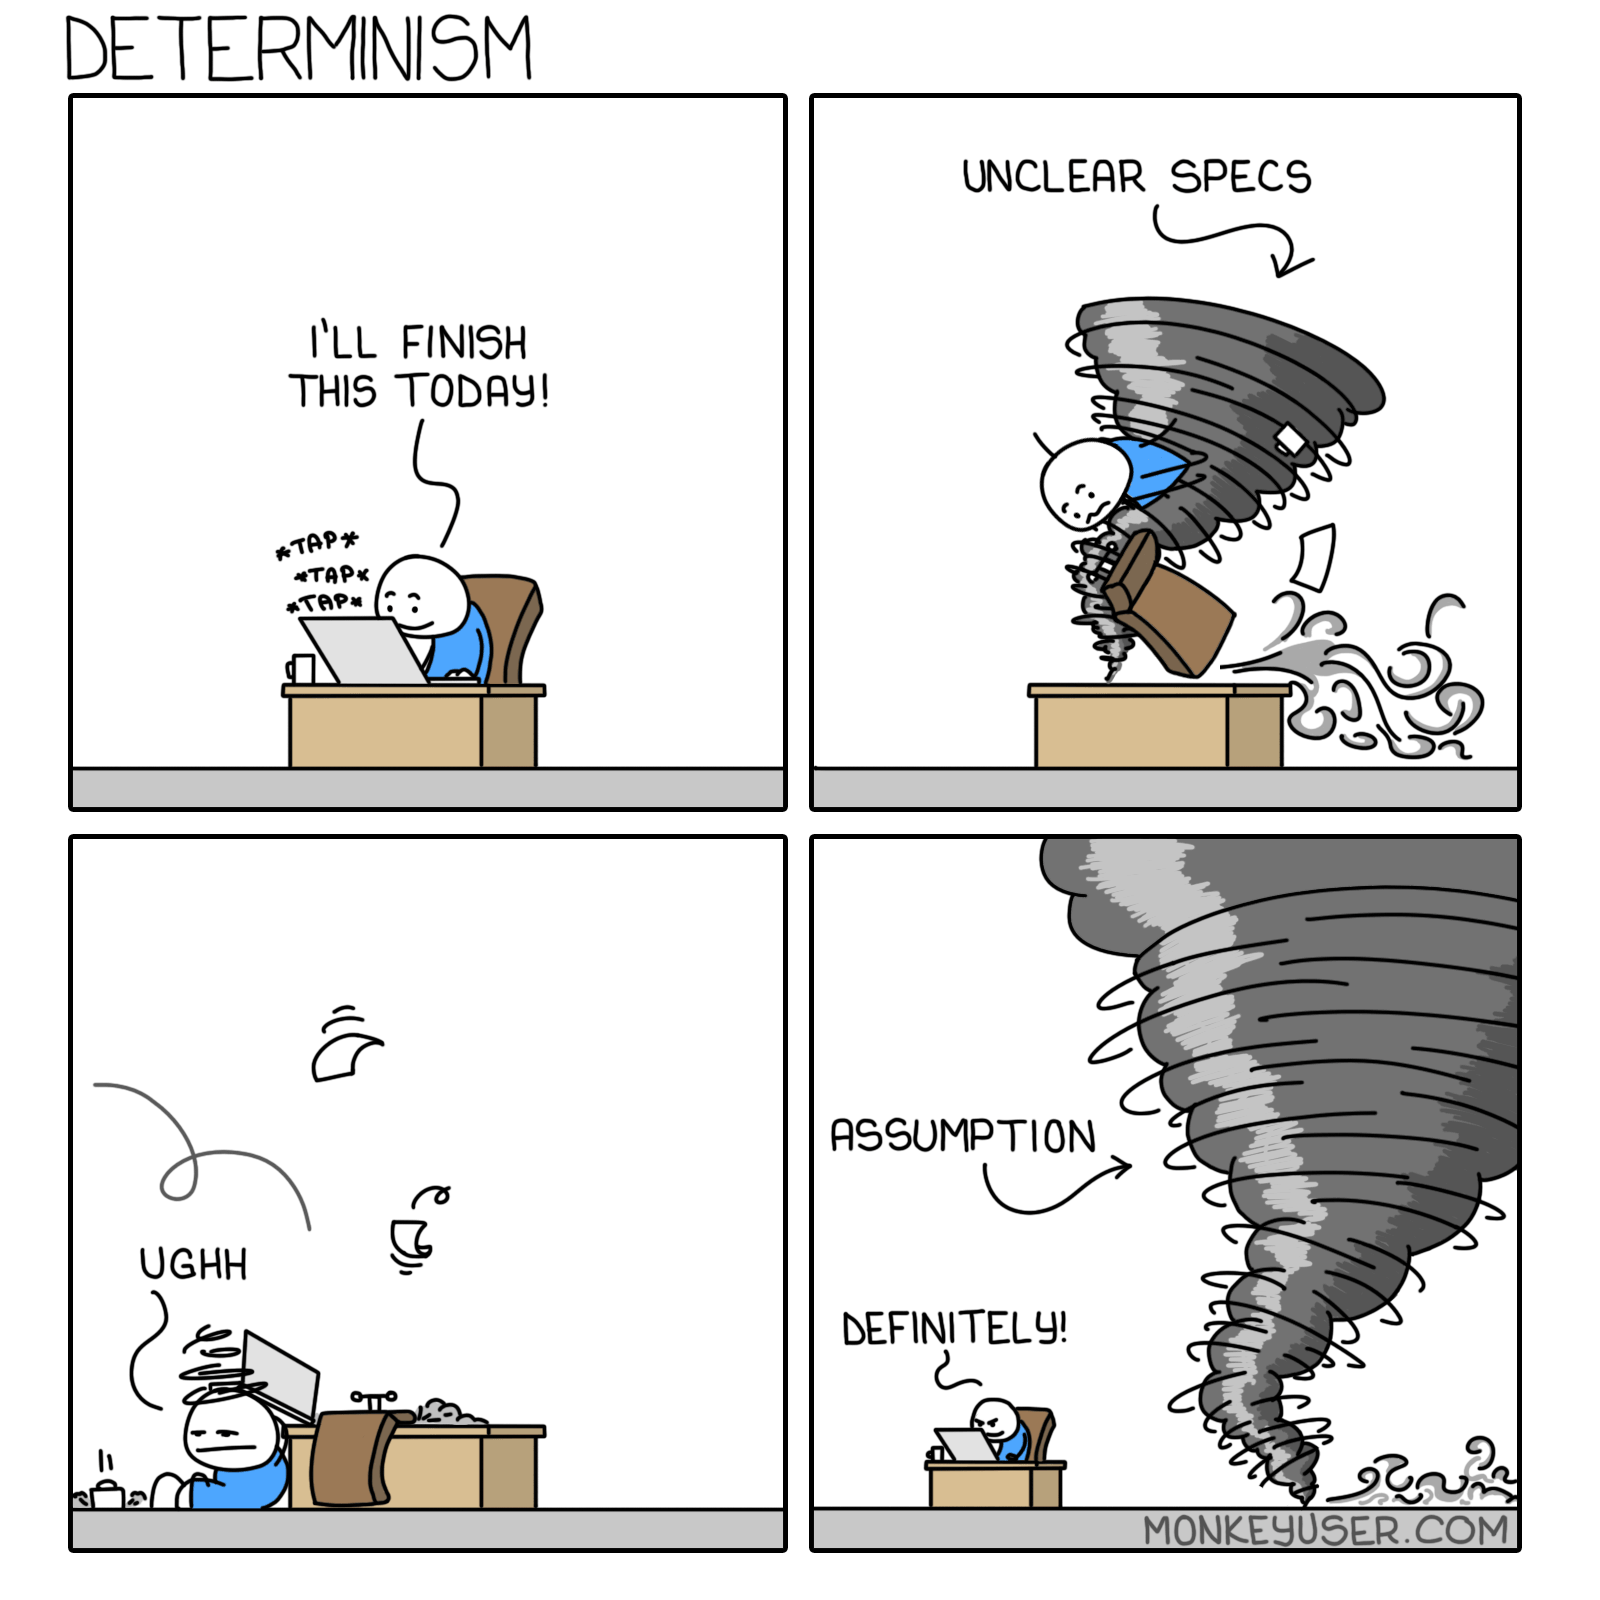 DETERMINISM
I'LL FINISH
THIS TODAY!
*TAP*
*TAP*
*TAP*
UNCLEAR SPECS
UGHH
ASSUMPTION
DEFINITELY!
MONKEYUSER.COM